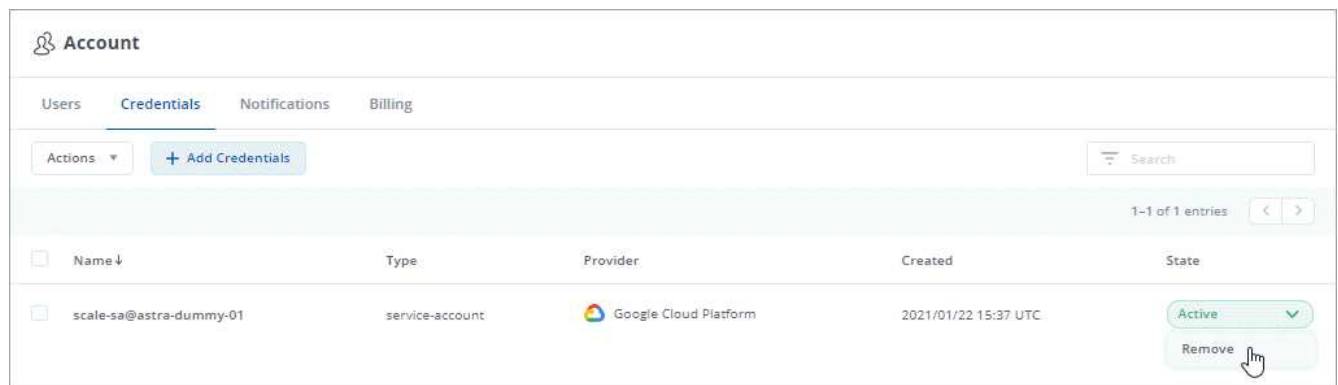 Account
Users Credentials Notifications Billing
Actions + Add Credentials Search
1–1 of 1 entries
Name↓ Type Provider Created State
scale-sa@astra-dummy-01 service-account Google Cloud Platform 2021/01/22 15:37 UTC Active
Remove